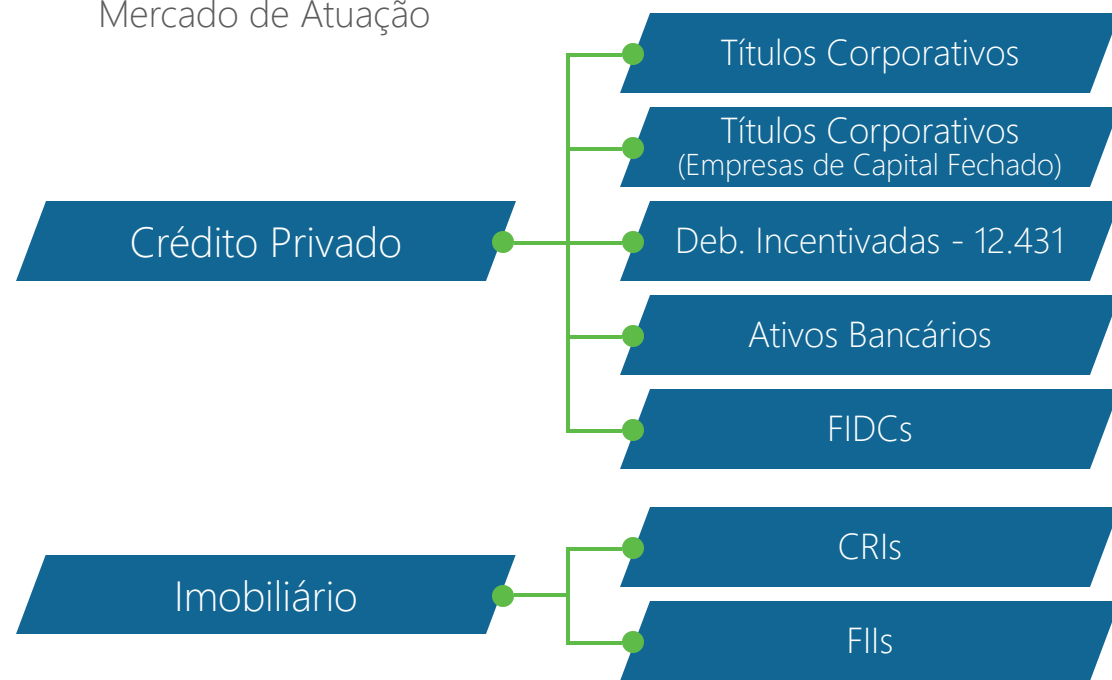 Mercado de Atuação
Títulos Corporativos
Títulos Corporativos
(Empresas de Capital Fechado)
Crédito Privado
Deb. Incentivadas - 12.431
Ativos Bancários
FIDCs
CRIs
Imobiliário
FIIs